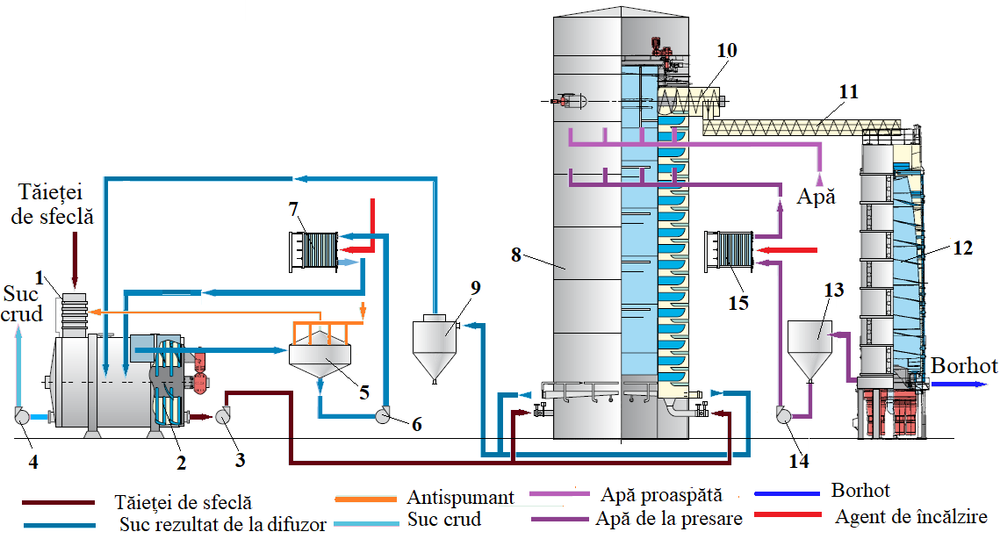 10
11
Tăieței
de sfeclă
7
Apă
8
12
1
Suc
crud
9
15
13
5
Borhot
6
4
2
3
14
Tăieței de sfeclă
Antispumant
Apă proaspătă
Borhot
Suc rezultat de la difuzor
Suc crud
Apă de la presare
Agent de încălzire